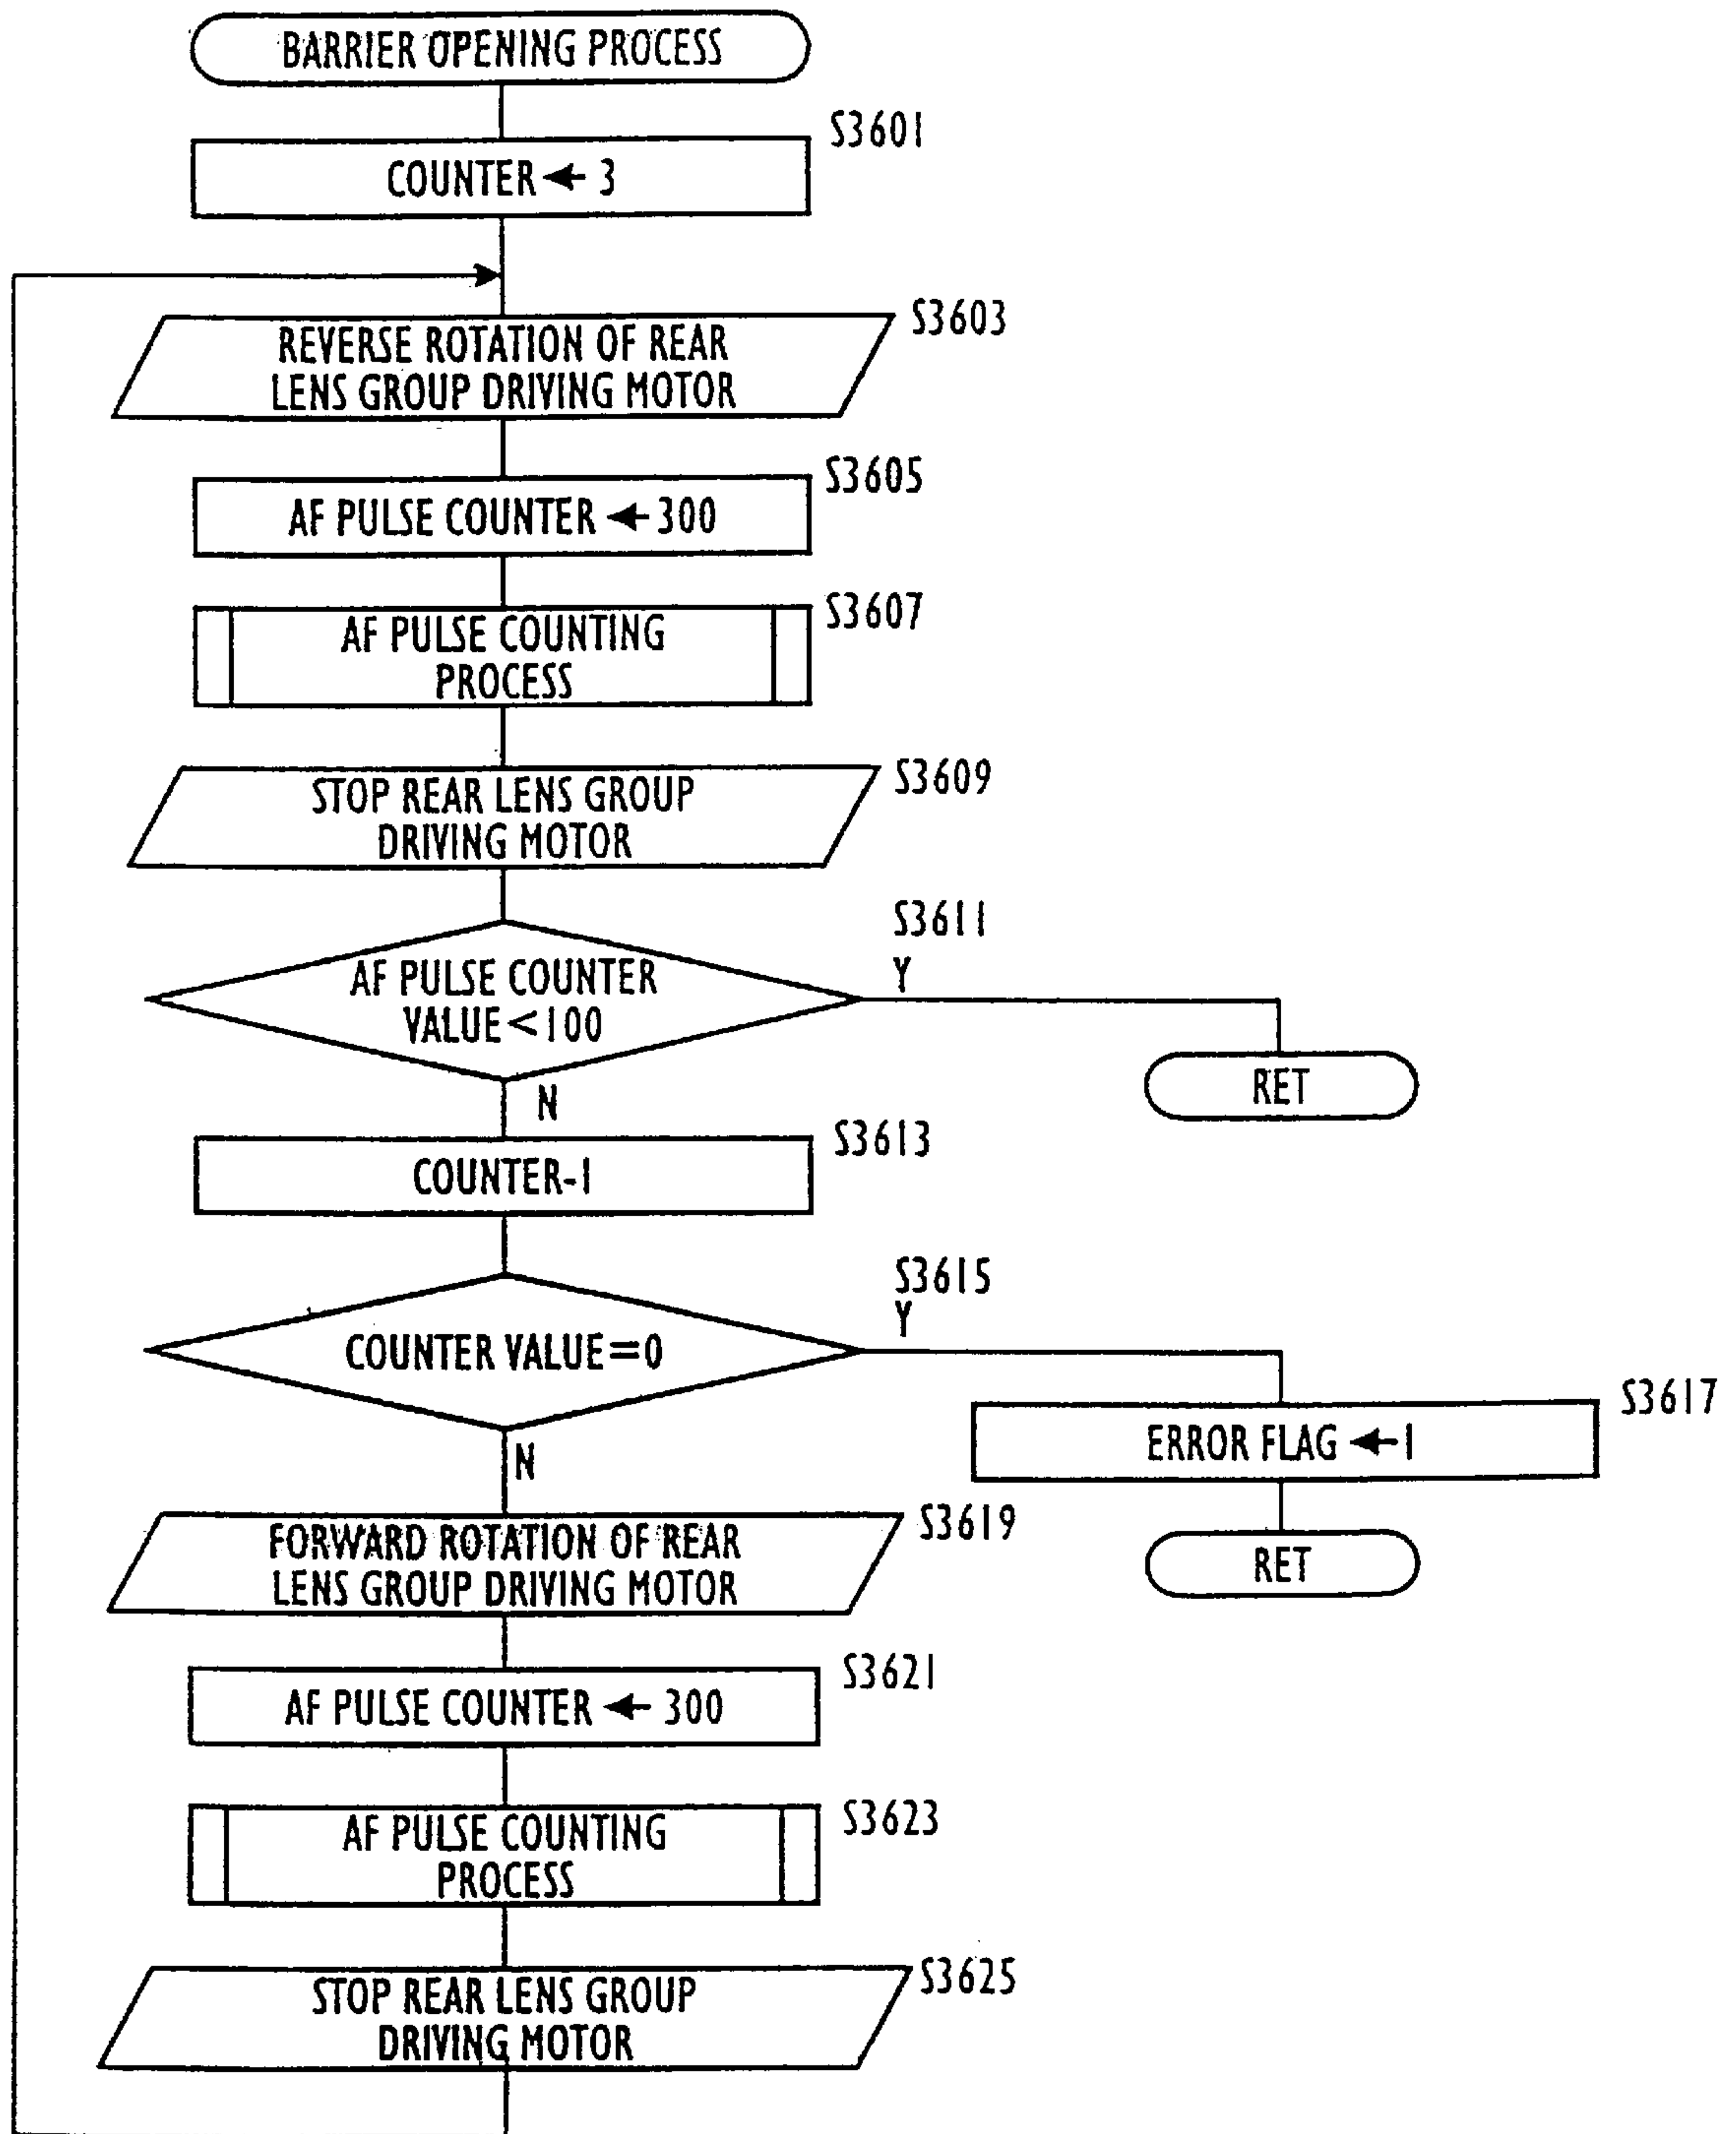 BARRIER OPENING PROCESS
S3601
COUNTER ← 3
S3603
REVERSE ROTATION OF REAR
LENS GROUP DRIVING MOTOR
S3605
AF PULSE COUNTER ← 300
S3607
AF PULSE COUNTING
PROCESS
S3609
STOP REAR LENS GROUP
DRIVING MOTOR
S3611
Y
AF PULSE COUNTER
VALUE<100
RET
N
S3613
COUNTER-1
S3615
Y
COUNTER VALUE=0
S3617
ERROR FLAG ←1
N
RET
S3619
FORWARD ROTATION OF REAR
LENS GROUP DRIVING MOTOR
S3621
AF PULSE COUNTER ← 300
S3623
AF PULSE COUNTING
PROCESS
S3625
STOP REAR LENS GROUP
DRIVING MOTOR